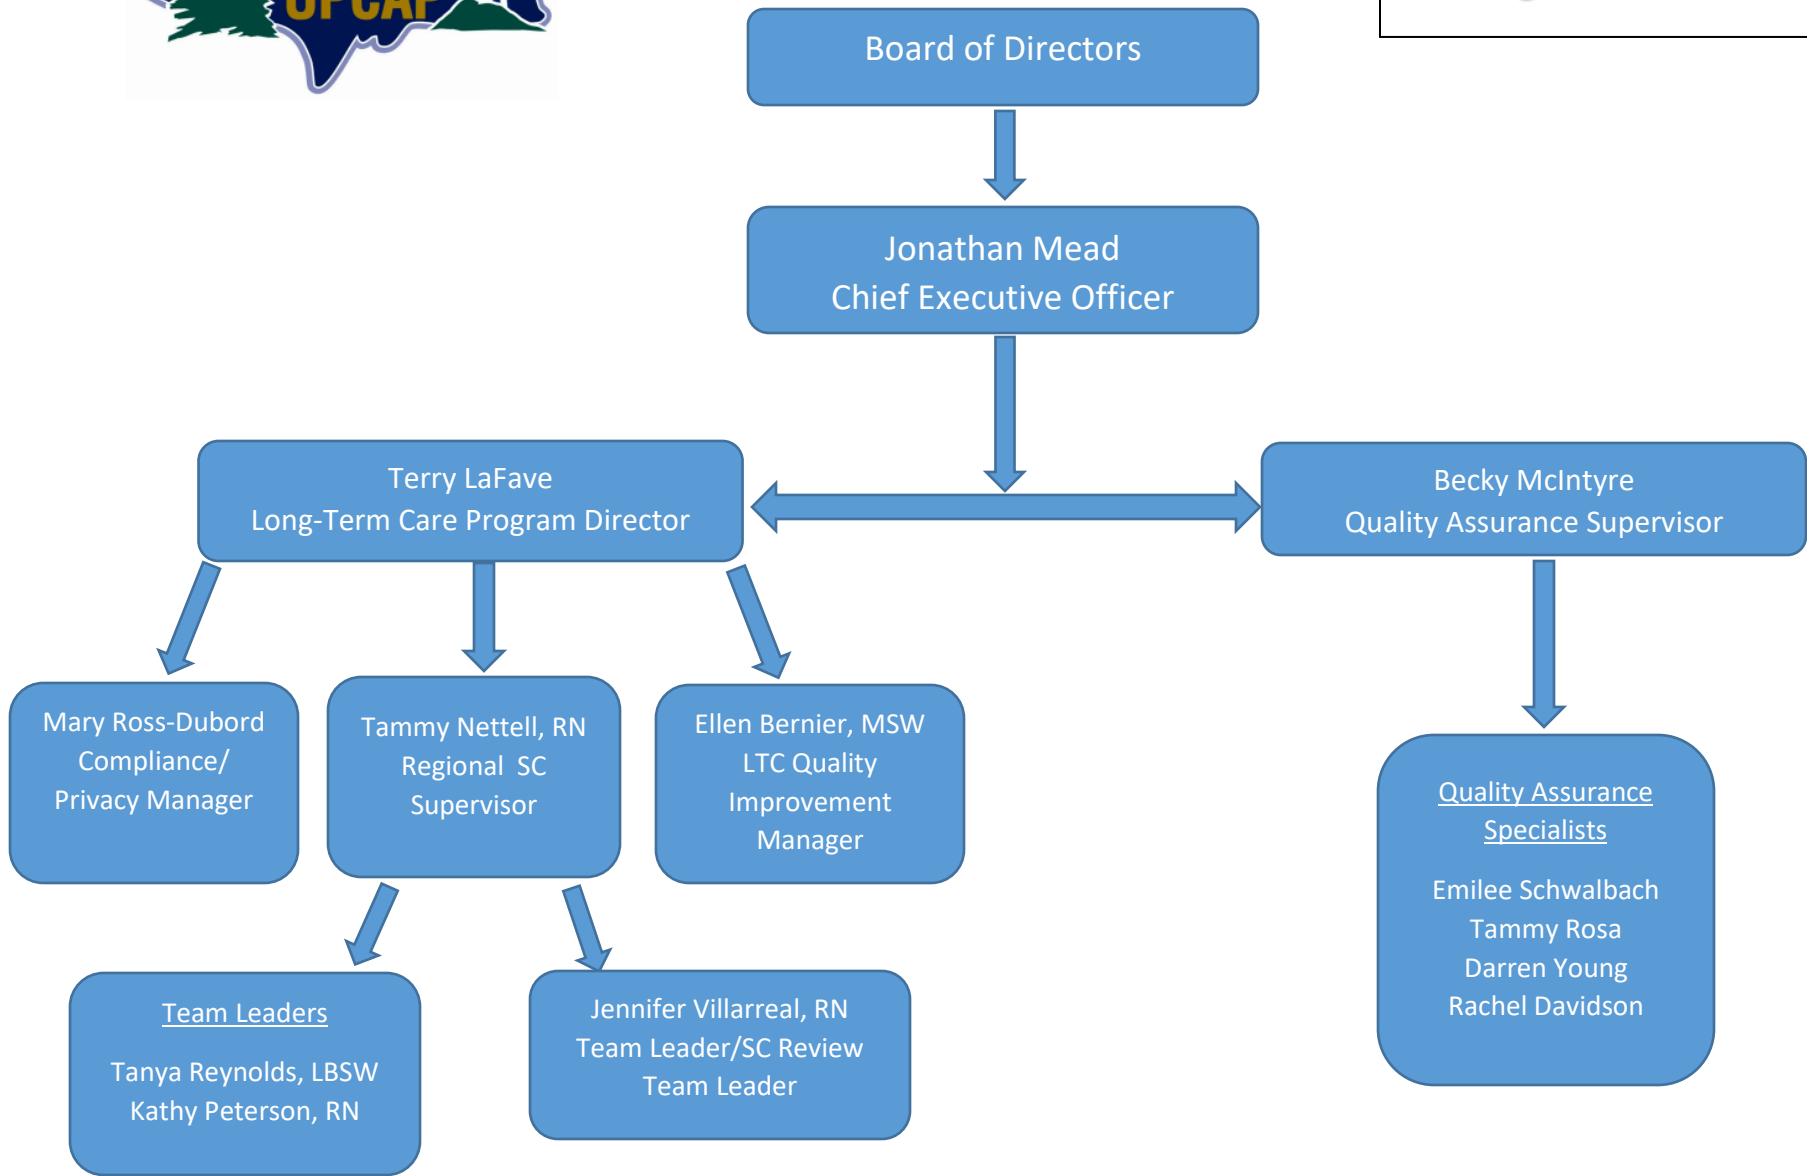 UPCAP
Board of Directors
Jonathan Mead
Chief Executive Officer
Terry LaFave
Long-Term Care Program Director
Becky McIntyre
Quality Assurance Supervisor
Mary Ross-Dubord
Compliance/
Privacy Manager
Tammy Nettell, RN
Regional SC
Supervisor
Ellen Bernier, MSW
LTC Quality
Improvement
Manager
Quality Assurance
Specialists
Emilee Schwalbach
Tammy Rosa
Darren Young
Rachel Davidson
Team Leaders
Tanya Reynolds, LBSW
Kathy Peterson, RN
Jennifer Villarreal, RN
Team Leader/SC Review
Team Leader